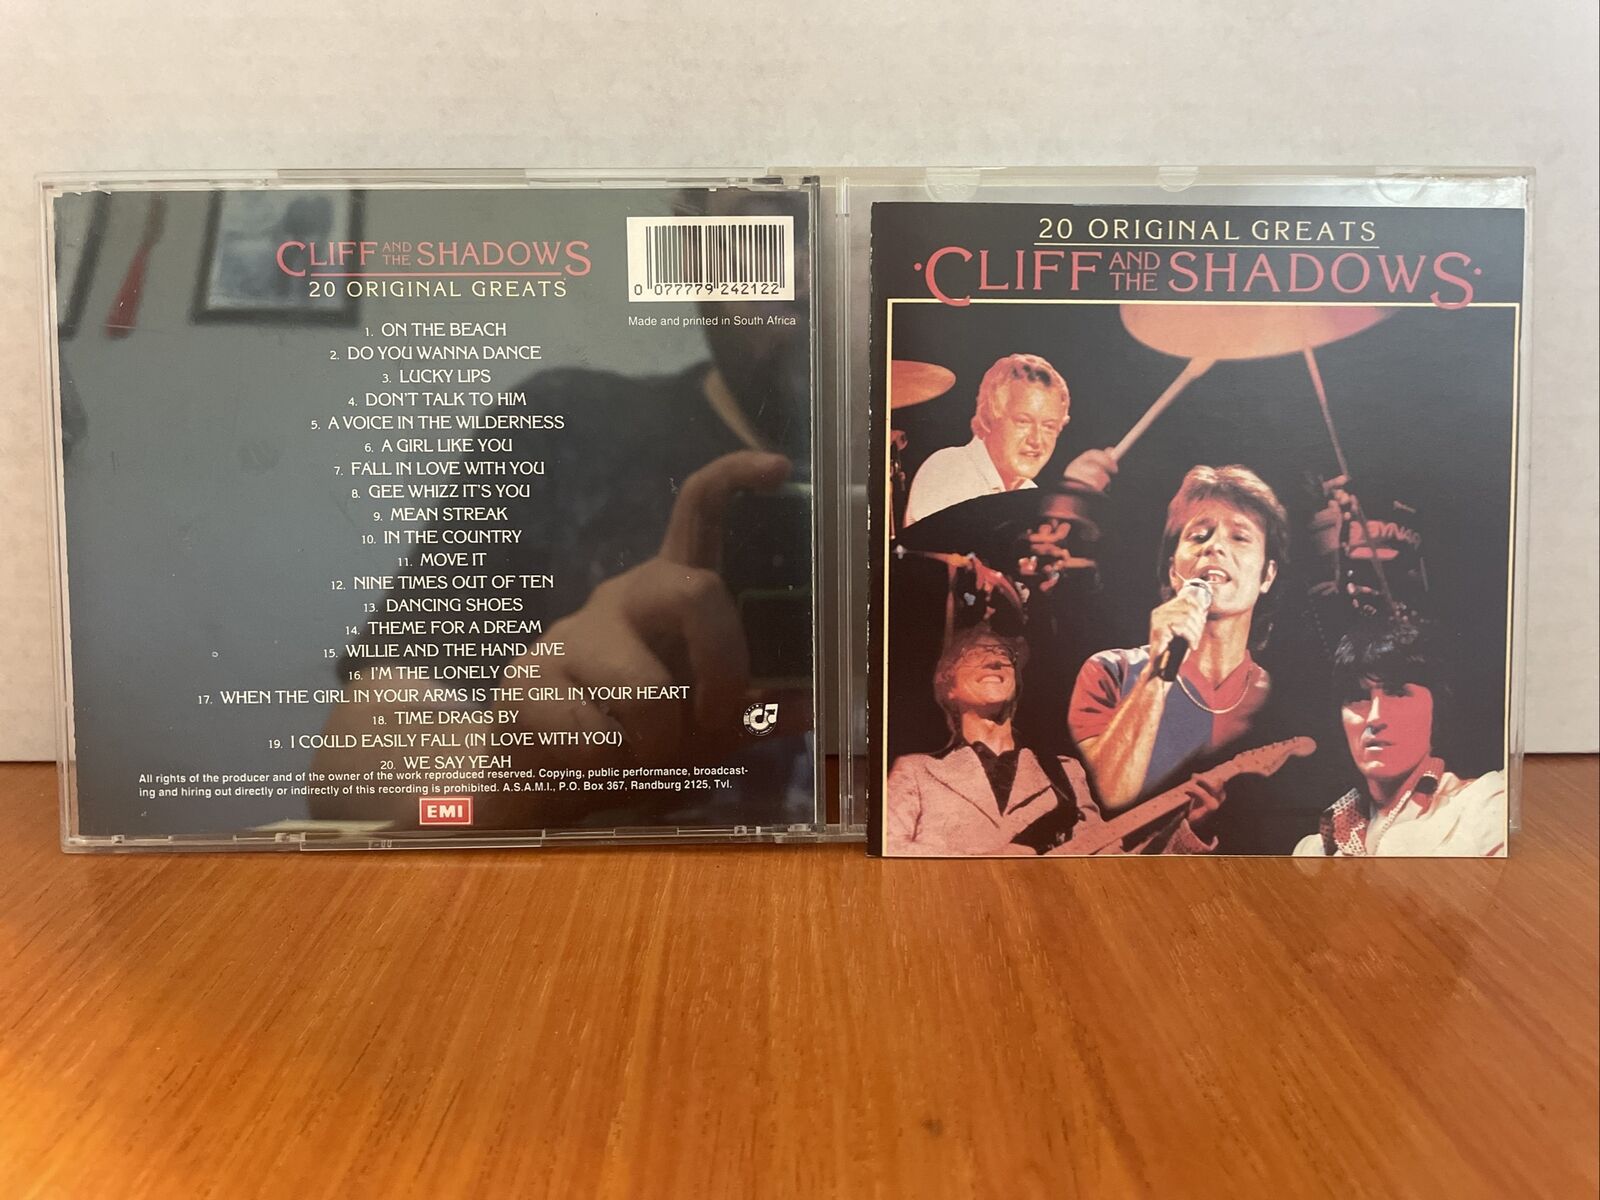 CLIFF AND THE SHADOWS
20 ORIGINAL GREATS
0 077779 242122
Made and printed in South Africa
1. ON THE BEACH
2. DO YOU WANNA DANCE
3. LUCKY LIPS
4. DON'T TALK TO HIM
5. A VOICE IN THE WILDERNESS
6. A GIRL LIKE YOU
7. FALL IN LOVE WITH YOU
8. GEE WHIZZ IT'S YOU
9. MEAN STREAK
10. IN THE COUNTRY
11. MOVE IT
12. NINE TIMES OUT OF TEN
13. DANCING SHOES
14. THEME FOR A DREAM
15. WILLIE AND THE HAND JIVE
16. I'M THE LONELY ONE
17. WHEN THE GIRL IN YOUR ARMS IS THE GIRL IN YOUR HEART
18. TIME DRAGS BY
19. I COULD EASILY FALL (IN LOVE WITH YOU)
20. WE SAY YEAH
All rights of the producer and of the owner of the work reproduced reserved. Copying, public performance, broadcast-
ing and hiring out directly or indirectly of this recording is prohibited. A.S.A.M.I., P.O. Box 367, Randburg 2125, Tvl.
EMI
20 ORIGINAL GREATS
·CLIFF AND THE SHADOWS·